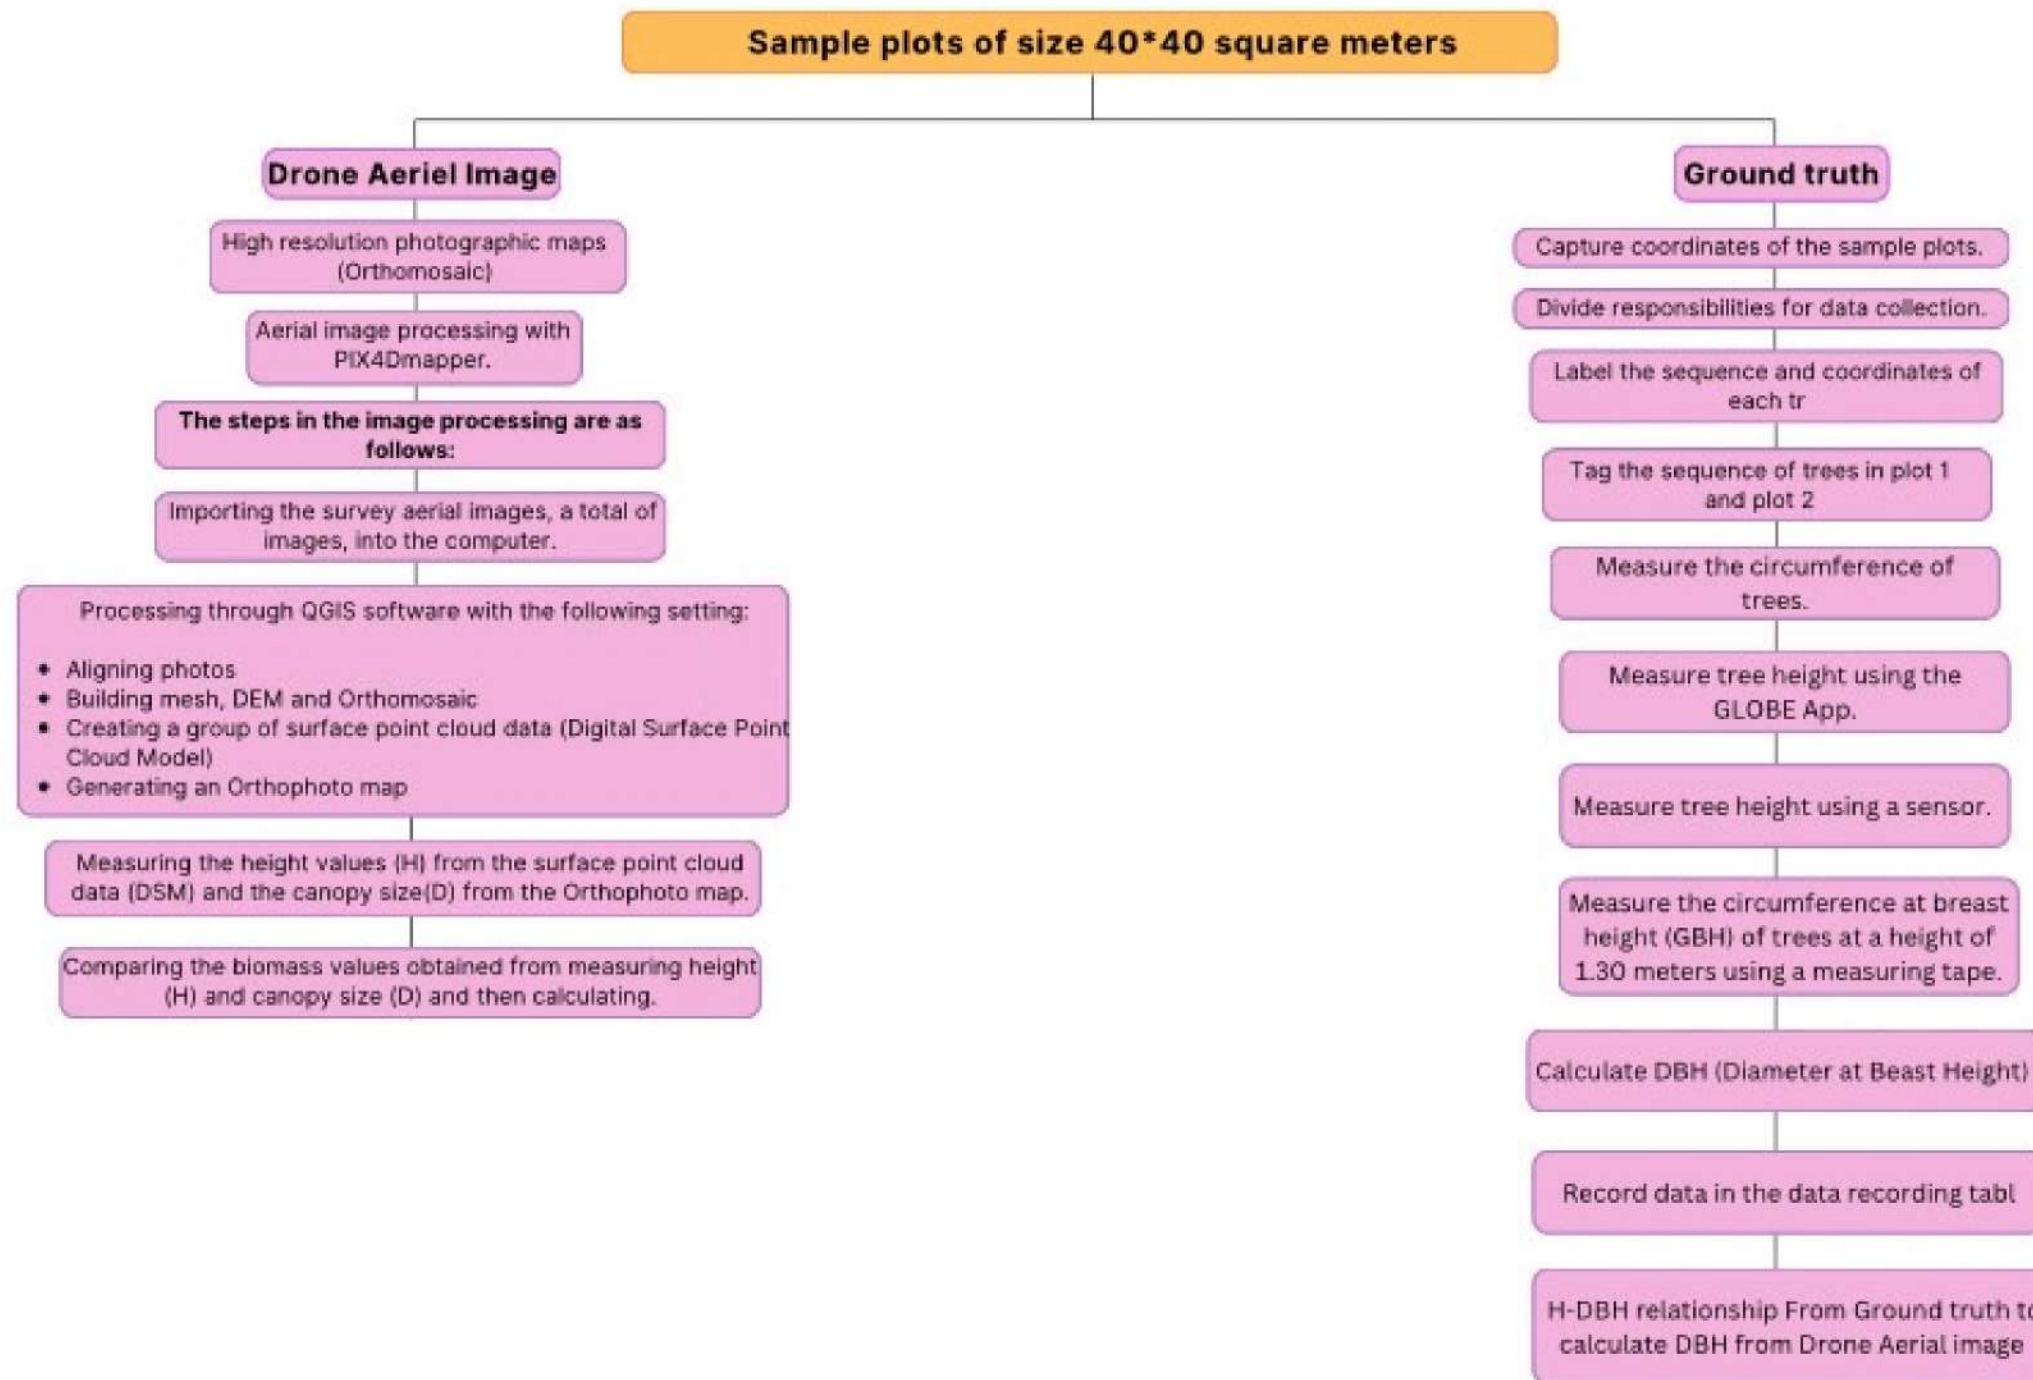 Sample plots of size 40*40 square meters
Drone Aeriel Image
High resolution photographic maps
(Orthomosaic)
Aerial image processing with
PIX4Dmapper.
The steps in the image processing are as
follows:
Importing the survey aerial images, a total of
images, into the computer.
Processing through QGIS software with the following setting:
• Aligning photos
• Building mesh, DEM and Orthomosaic
• Creating a group of surface point cloud data (Digital Surface Point
Cloud Model)
• Generating an Orthophoto map
Measuring the height values (H) from the surface point cloud
data (DSM) and the canopy size(D) from the Orthophoto map.
Comparing the biomass values obtained from measuring height
(H) and canopy size (D) and then calculating.
Ground truth
Capture coordinates of the sample plots.
Divide responsibilities for data collection.
Label the sequence and coordinates of
each tr
Tag the sequence of trees in plot 1
and plot 2
Measure the circumference of
trees.
Measure tree height using the
GLOBE App.
Measure tree height using a sensor.
Measure the circumference at breast
height (GBH) of trees at a height of
1.30 meters using a measuring tape.
Calculate DBH (Diameter at Beast Height)
Record data in the data recording tabl
H-DBH relationship From Ground truth to
calculate DBH from Drone Aerial image